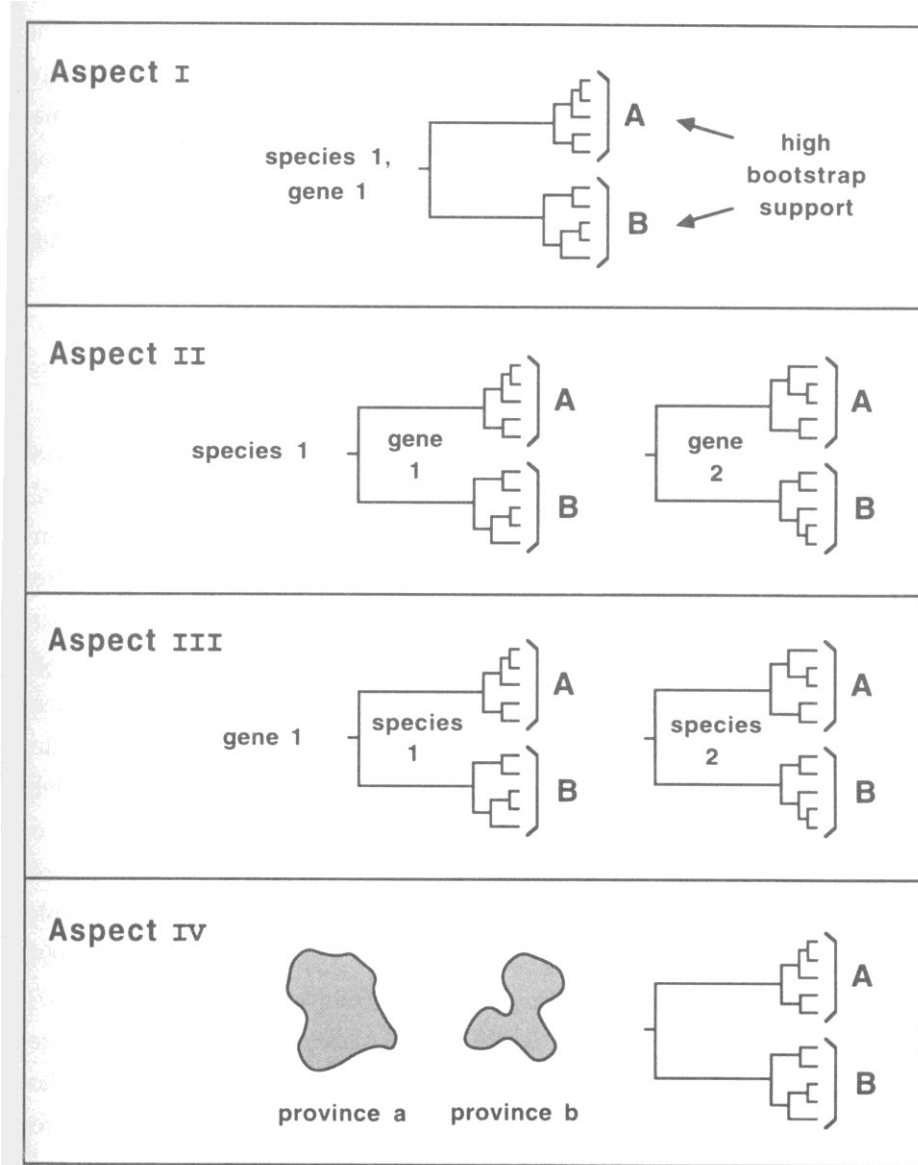 Aspect I
species 1,
gene 1
A
B
high
bootstrap
support
Aspect II
species 1
gene
1
A
B
gene
2
A
B
Aspect III
gene 1
species
1
A
B
species
2
A
B
Aspect IV
province a
province b
A
B